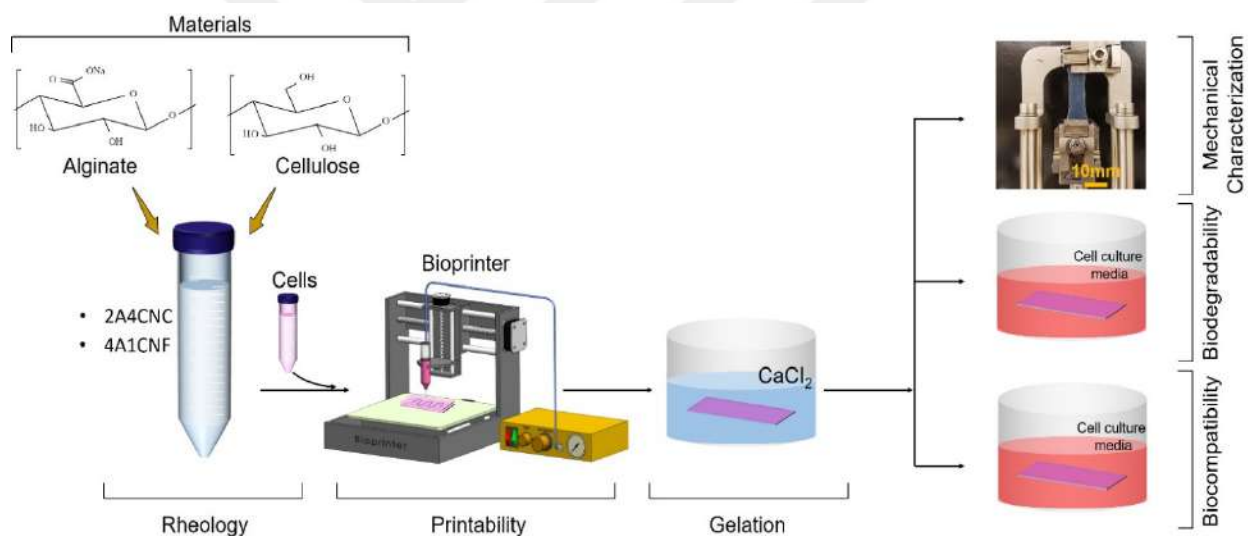 Materials
ONa
O
O
HO
OH
O
OH
O
HO
OH
O
Alginate
Cellulose
• 2A4CNC
• 4A1CNF
Cells
Bioprinter
Bioprinter
CaCl₂
10mm
Cell culture
media
Cell culture
media
Mechanical
Characterization
Biodegradability
Biocompatibility
Rheology
Printability
Gelation